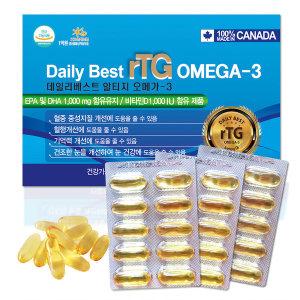 100% MADE IN CANADA
Daily Best rTG OMEGA-3
데일리베스트 알티지 오메가-3
EPA 및 DHA 1,000 mg 함유유지 / 비타민D 1,000 IU 함유 제품
혈중 중성지질 개선에 도움을 줄 수 있음
혈행개선에 도움을 줄 수 있음
기억력 개선에 도움을 줄 수 있음
건조한 눈을 개선하여 눈 건강에 도움을 줄 수 있음
DAILY BEST
rTG
OMEGA-3
건강기